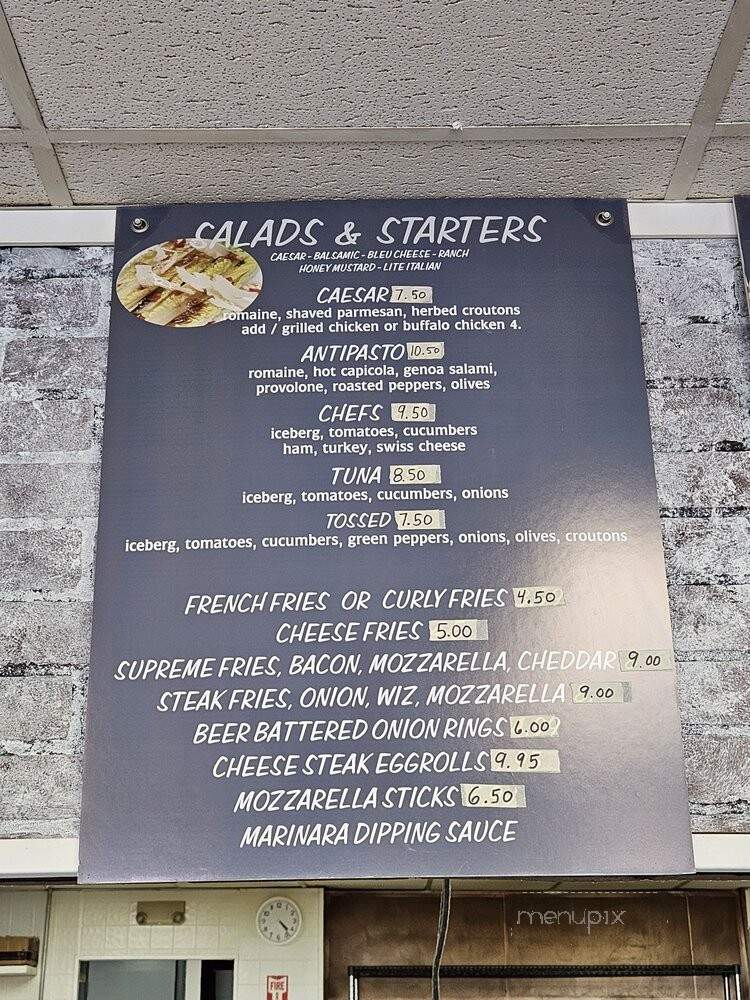 SALADS & STARTERS
CAESAR - BALSAMIC - BLEU CHEESE - RANCH
HONEY MUSTARD - LITE ITALIAN
CAESAR 7.50
romaine, shaved parmesan, herbed croutons
add / grilled chicken or buffalo chicken 4.
ANTIPASTO 10.50
romaine, hot capicola, genoa salami,
provolone, roasted peppers, olives
CHEFS 9.50
iceberg, tomatoes, cucumbers
ham, turkey, swiss cheese
TUNA 8.50
iceberg, tomatoes, cucumbers, onions
TOSSED 7.50
iceberg, tomatoes, cucumbers, green peppers, onions, olives, croutons
FRENCH FRIES OR CURLY FRIES 4.50
CHEESE FRIES 5.00
SUPREME FRIES, BACON, MOZZARELLA, CHEDDAR 9.00
STEAK FRIES, ONION, WIZ, MOZZARELLA 9.00
BEER BATTERED ONION RINGS 6.00
CHEESE STEAK EGGROLLS 9.95
MOZZARELLA STICKS 6.50
MARINARA DIPPING SAUCE
menupix
FIRE